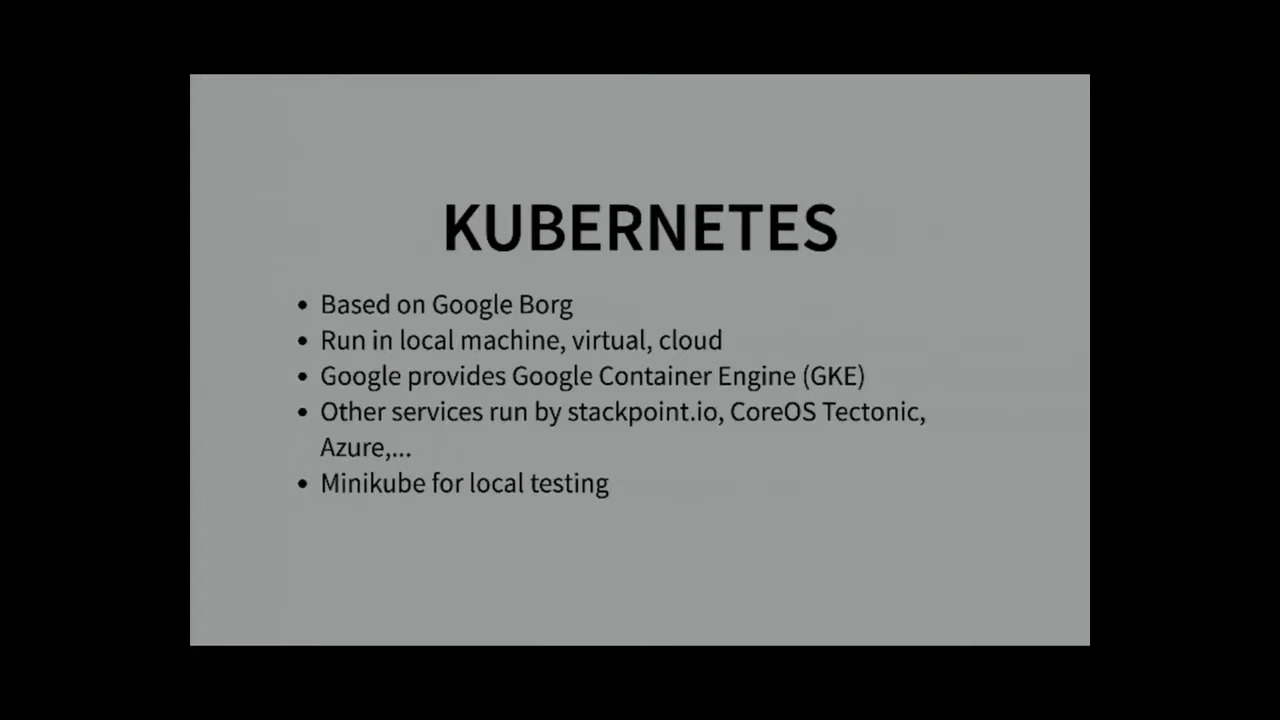 KUBERNETES
• Based on Google Borg
• Run in local machine, virtual, cloud
• Google provides Google Container Engine (GKE)
• Other services run by stackpoint.io, CoreOS Tectonic,
Azure,...
• Minikube for local testing